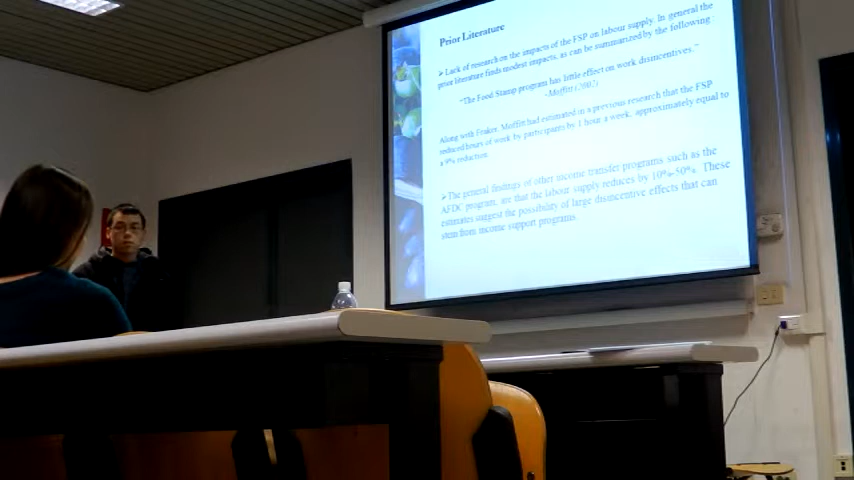 Prior Literature
➢ Lack of research on the impacts of the FSP on labour supply. In general the
prior literature finds modest impacts, as can be summarized by the following:
"The Food Stamp program has little effect on work disincentives."
-Moffitt (2002)
Along with Fraker, Moffitt had estimated in a previous research that the FSP
reduced hours of work by participants by 1 hour a week, approximately equal to
a 9% reduction.
➢ The general findings of other income transfer programs such as the
AFDC program, are that the labour supply reduces by 10%-50%. These
estimates suggest the possibility of large disincentive effects that can
stem from income support programs.